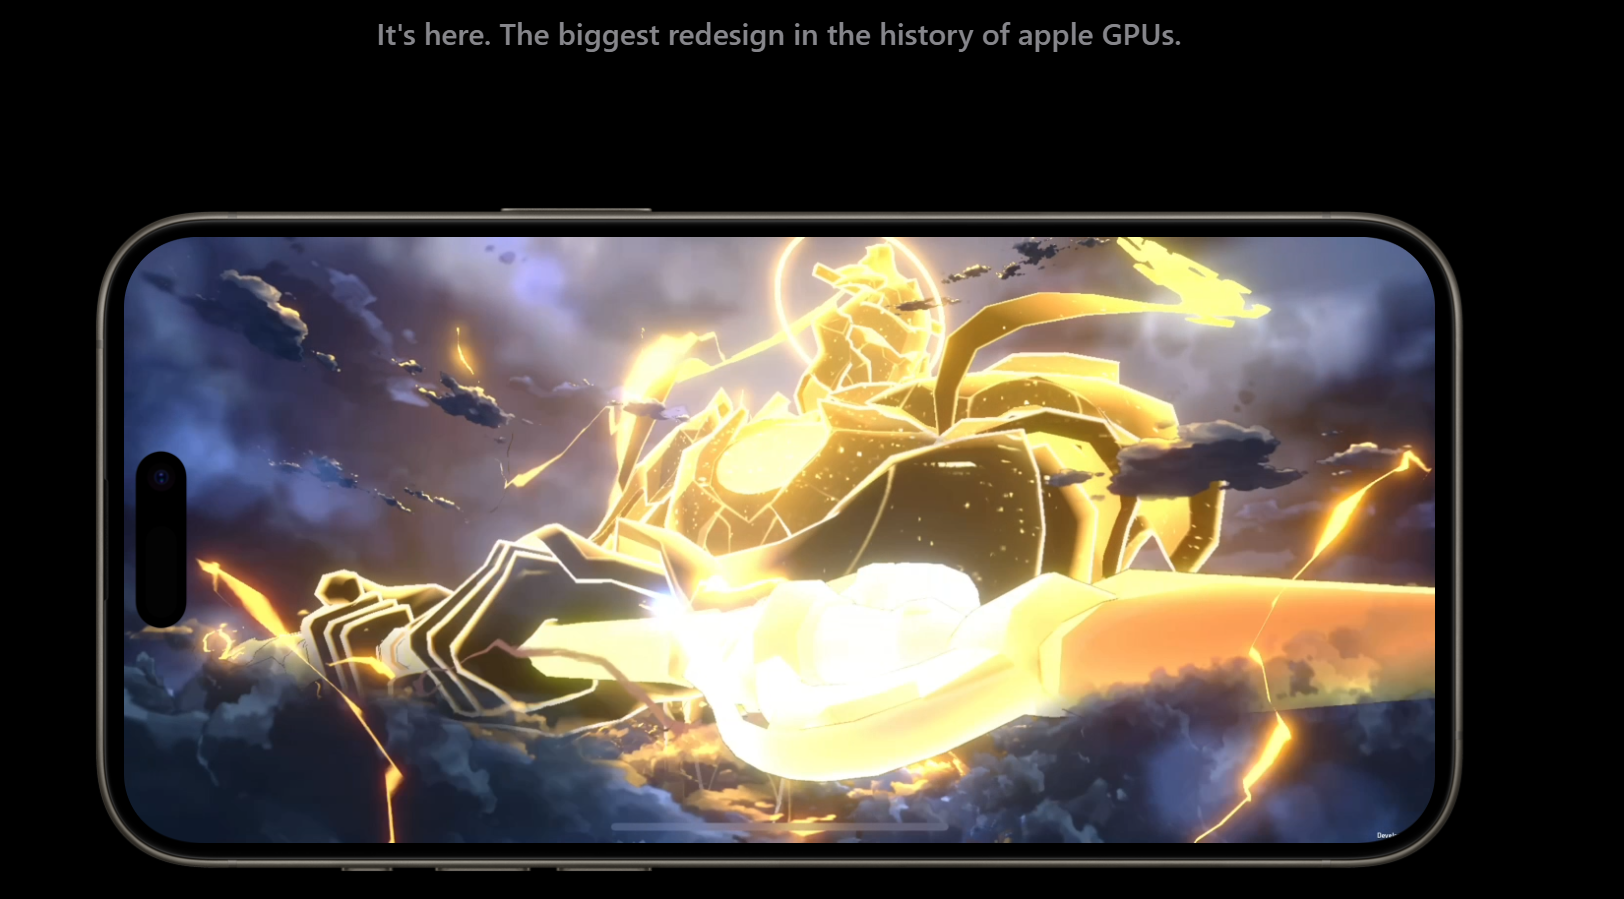 It's here. The biggest redesign in the history of apple GPUs.